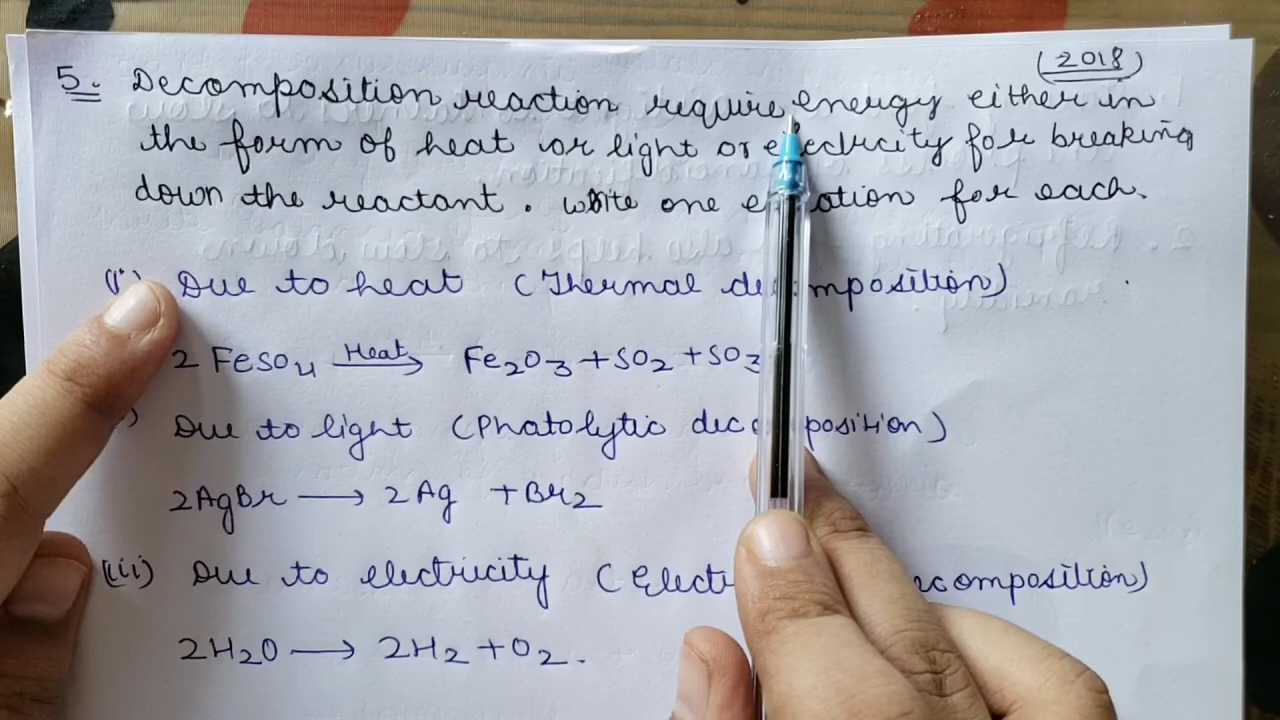 (2018)
5. Decomposition reaction require energy either in
the form of heat or light or electricity for breaking
down the reactant. write one equation for each.
(i) Due to heat (Thermal decomposition)
2 FeSO4 Heat→ Fe2O3 + SO2 + SO3
Due to light (Photolytic decomposition)
2AgBr → 2Ag + Br2
(iii) Due to electricity (
2H2O → 2H2 + O2.